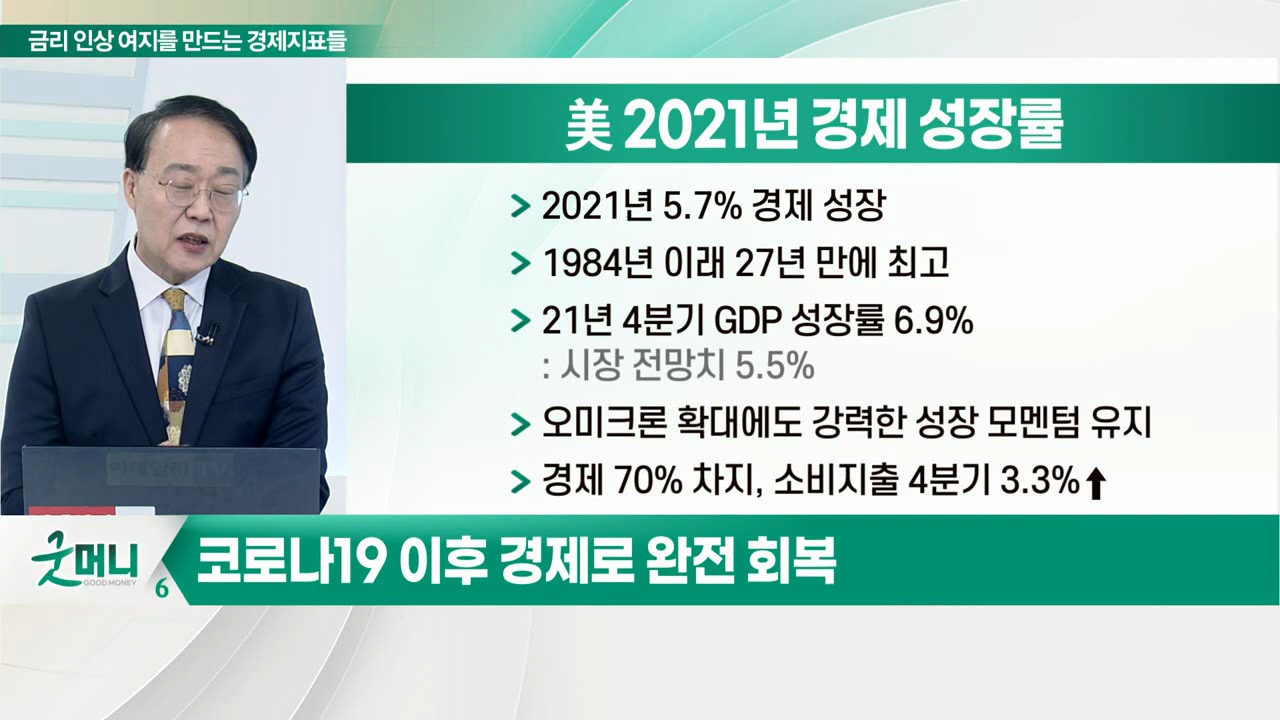 금리 인상 여지를 만드는 경제지표들
美 2021년 경제 성장률
> 2021년 5.7% 경제 성장
> 1984년 이래 27년 만에 최고
> 21년 4분기 GDP 성장률 6.9%
: 시장 전망치 5.5%
> 오미크론 확대에도 강력한 성장 모멘텀 유지
> 경제 70% 차지, 소비지출 4분기 3.3%⬆
굿머니
GOOD MONEY
6
코로나19 이후 경제로 완전 회복